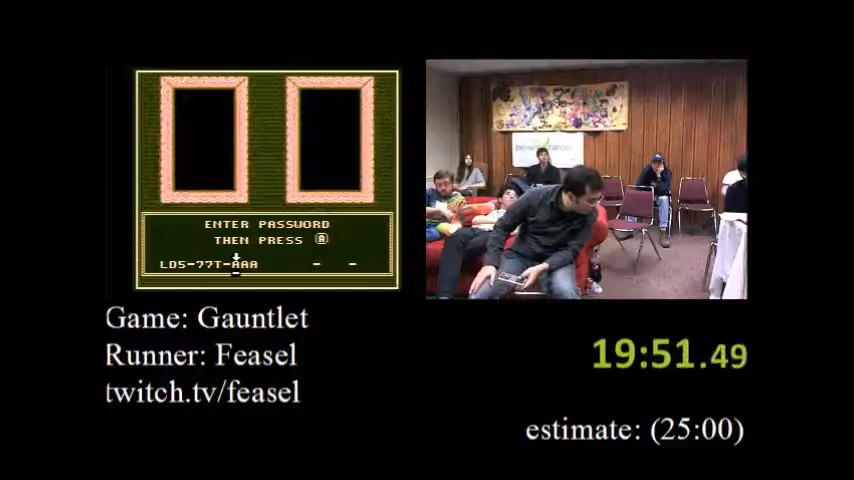 ENTER PASSWORD
THEN PRESS A
LD5-77T-AAA - -
Game: Gauntlet
Runner: Feasel
twitch.tv/feasel
19:51.49
estimate: (25:00)